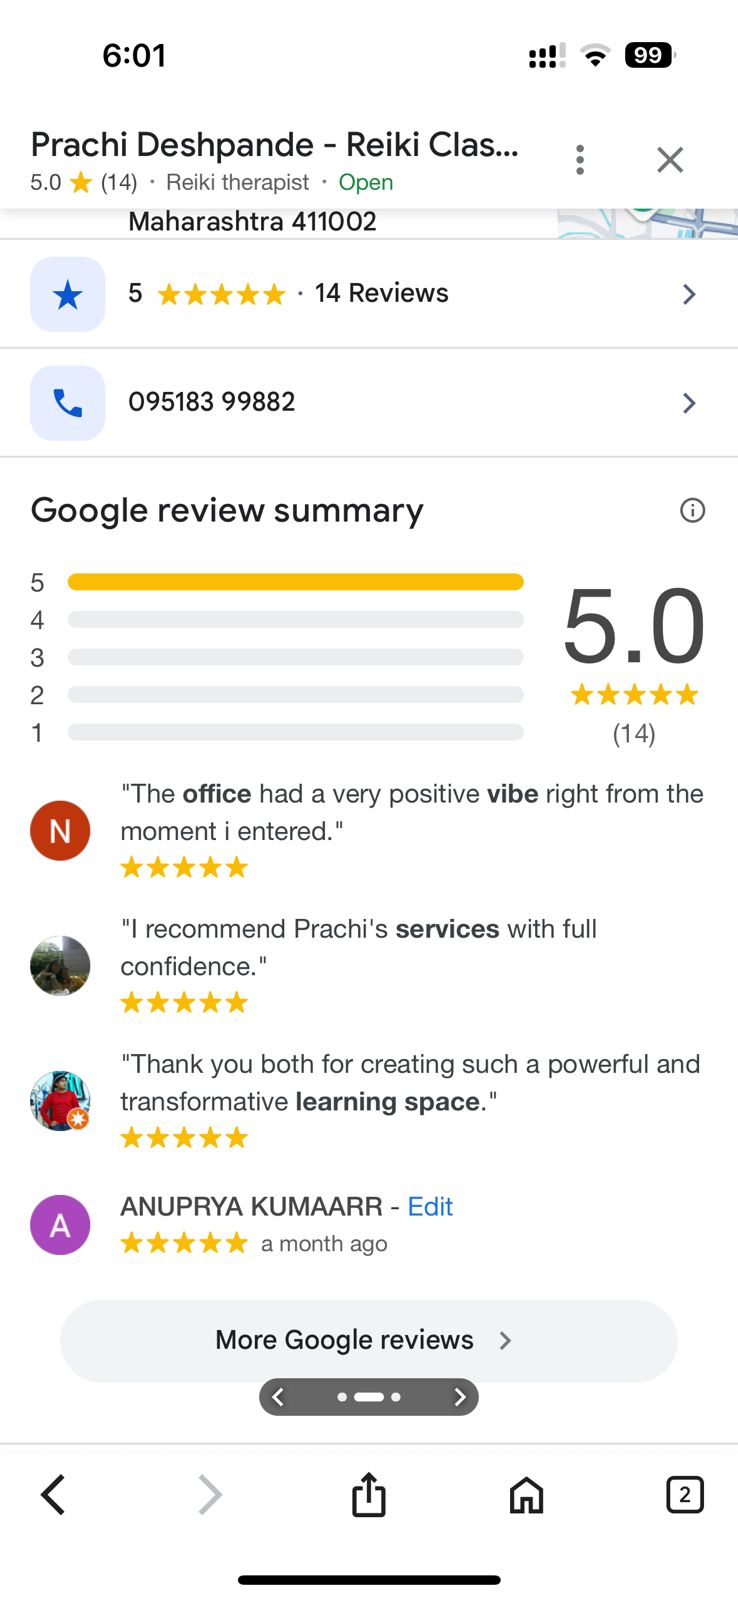 6:01
99
Prachi Deshpande - Reiki Clas...
5.0 ★ (14) · Reiki therapist · Open
Maharashtra 411002
5 ★★★★★ · 14 Reviews
095183 99882
Google review summary
5
4
3
2
1
5.0
★★★★★
(14)
N
"The office had a very positive vibe right from the
moment i entered."
★★★★★
"I recommend Prachi's services with full
confidence."
★★★★★
"Thank you both for creating such a powerful and
transformative learning space."
★★★★★
A
ANUPRYA KUMAARR - Edit
★★★★★ a month ago
More Google reviews
2